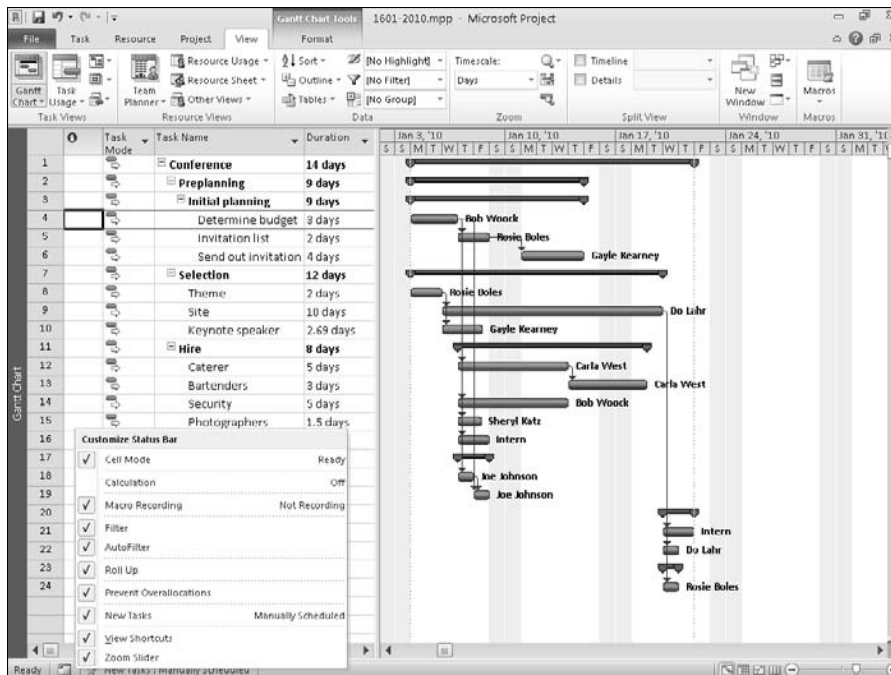 Gantt Chart Tools
1601-2010.mpp - Microsoft Project
File Task Resource Project View Format
Gantt Chart
Task Usage
Team Planner
Resource Usage
Resource Sheet
Other Views
Sort
Outline
Tables
[No Highlight]
[No Filter]
[No Group]
Timescale:
Days
Timeline
Details
New Window
Macros
Task Views Resource Views Data Zoom Split View Window Macros
Task Mode Task Name Duration
Jan 3, '10 Jan 10, '10 Jan 17, '10 Jan 24, '10 Jan 31, '10
S S M T W T F S S M T W T F S S M T W T F S S M T W T F S S M T W
1 Conference 14 days
2 Preplanning 9 days
3 Initial planning 9 days
4 Determine budget 3 days Bob Woock
5 Invitation list 2 days Rosie Boles
6 Send out invitation 4 days Gayle Kearney
7 Selection 12 days
8 Theme 2 days Rosie Boles
9 Site 10 days Do Lahr
10 Keynote speaker 2.69 days Gayle Kearney
11 Hire 8 days
12 Caterer 5 days Carla West
13 Bartenders 3 days Carla West
14 Security 5 days Bob Woock
15 Photographers 1.5 days Sheryl Katz
16 Intern
17
18 Joe Johnson
19 Joe Johnson
20
21 Intern
22 Do Lahr
23
24 Rosie Boles
Gantt Chart
Customize Status Bar
Cell Mode Ready
Calculation Off
Macro Recording Not Recording
Filter
AutoFilter
Roll Up
Prevent Overallocations
New Tasks Manually Scheduled
View Shortcuts
Zoom Slider
Ready New Tasks : Manually Scheduled